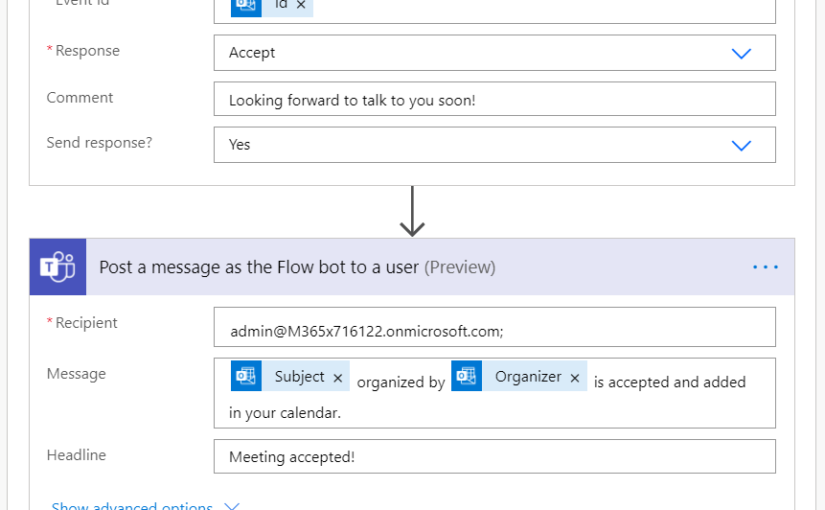 Event Id
Id ×
* Response
Accept
Comment
Looking forward to talk to you soon!
Send response?
Yes
Post a message as the Flow bot to a user (Preview)
* Recipient
admin@M365x716122.onmicrosoft.com;
Message
Subject × organized by Organizer × is accepted and added
in your calendar.
Headline
Meeting accepted!
Show advanced options